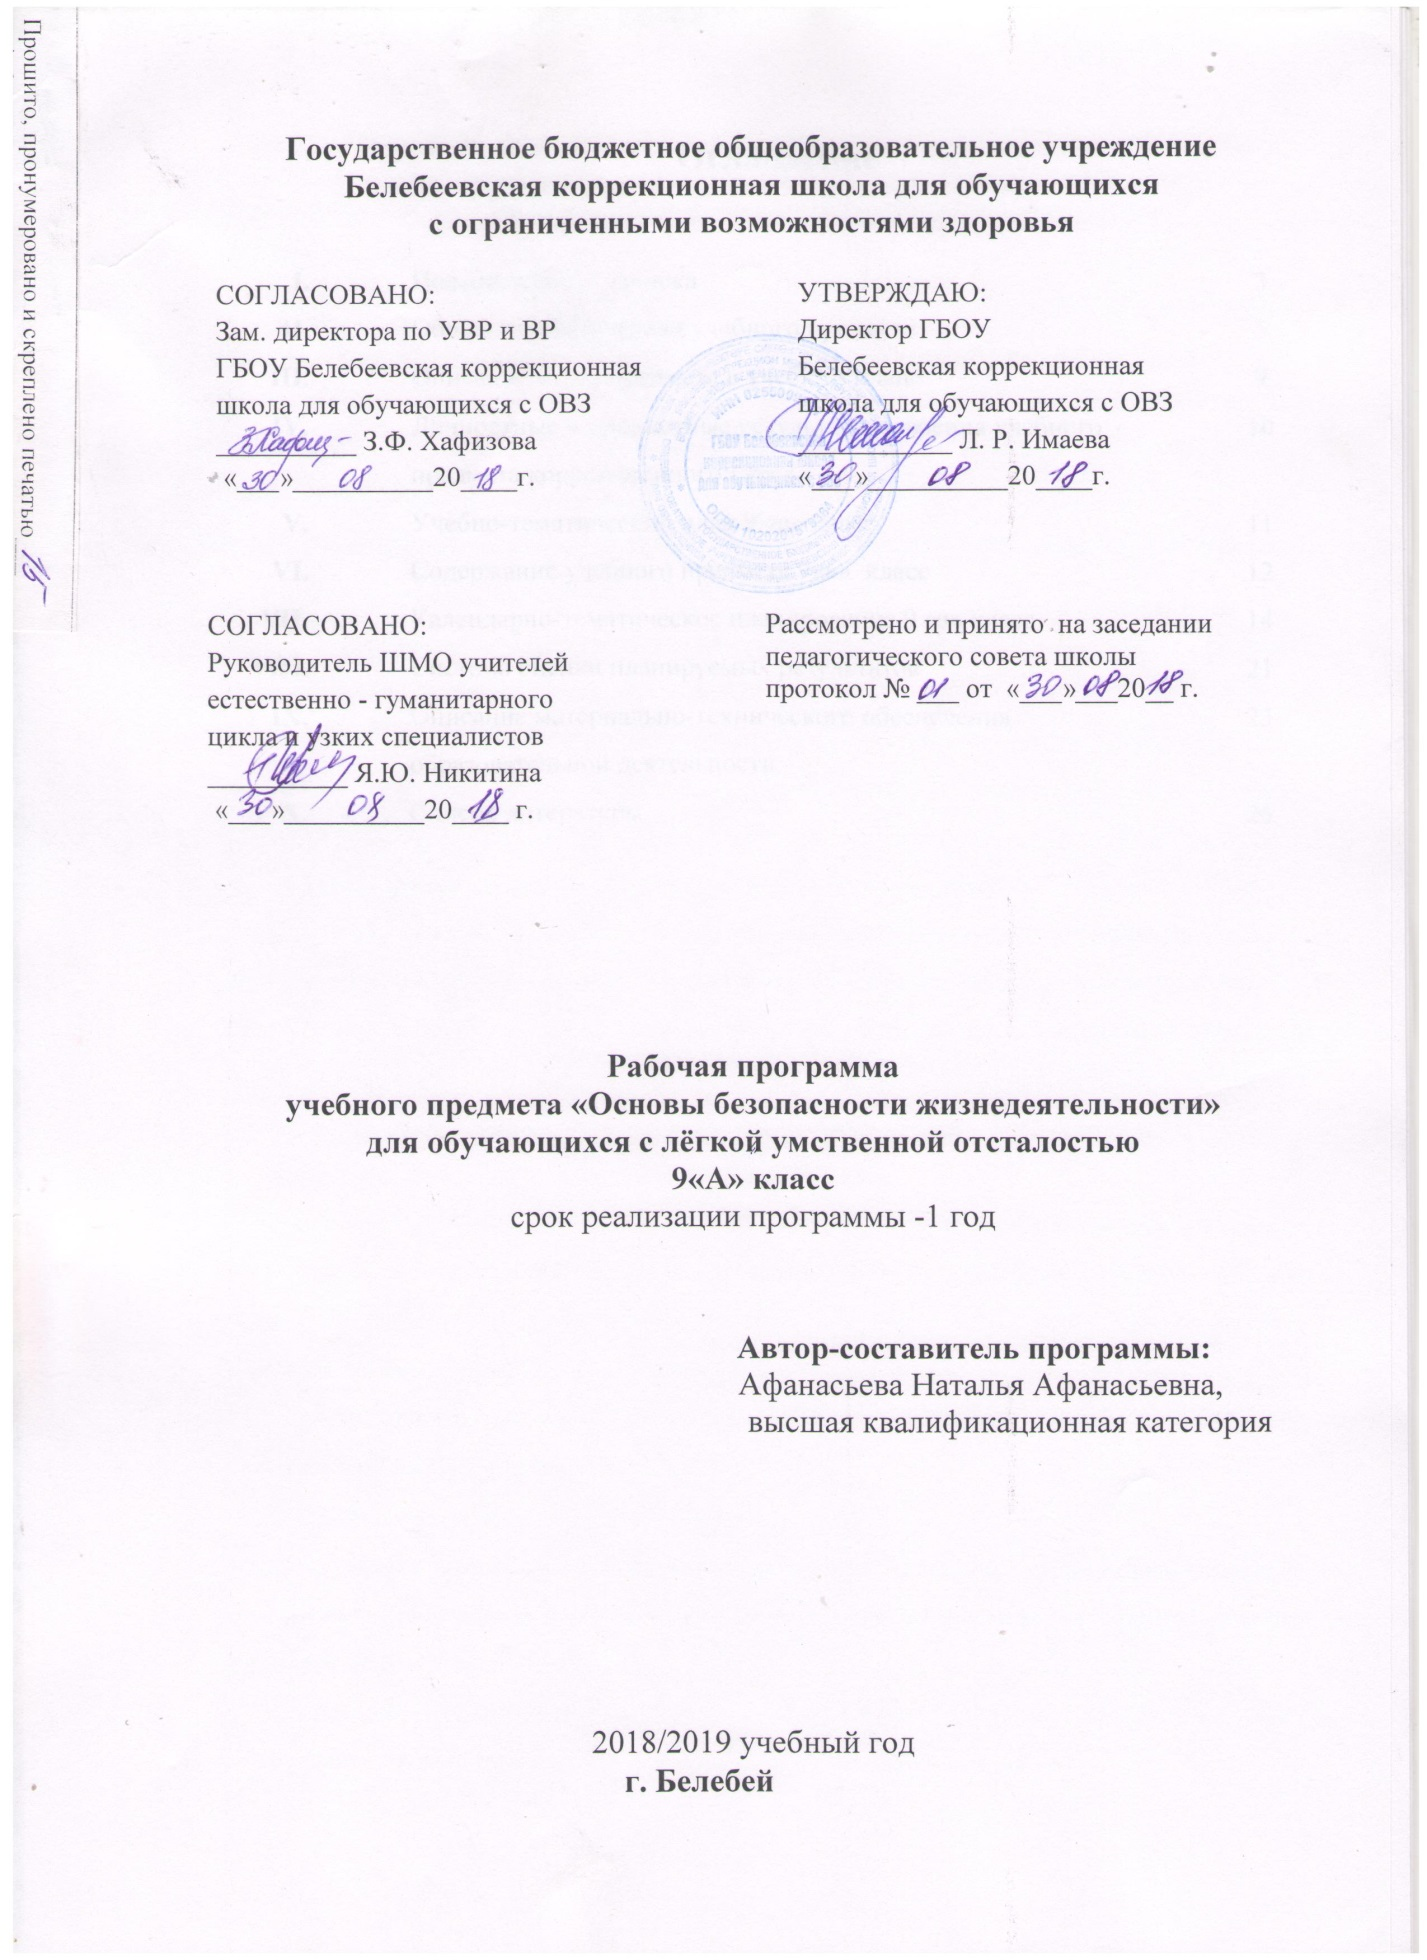 Прошито, пронумеровано и скреплено печатью
Государственное бюджетное общеобразовательное учреждение
Белебеевская коррекционная школа для обучающихся
с ограниченными возможностями здоровья
СОГЛАСОВАНО:
Зам. директора по УВР и ВР
ГБОУ Белебеевская коррекционная
школа для обучающихся с ОВЗ
__________ З.Ф. Хафизова
«30» 08 2018г.
УТВЕРЖДАЮ:
Директор ГБОУ
Белебеевская коррекционная
школа для обучающихся с ОВЗ
___________Л. Р. Имаева
«30» 08 2018г.
СОГЛАСОВАНО:
Руководитель ШМО учителей
естественно - гуманитарного
цикла и узких специалистов
__________ Я.Ю. Никитина
«30» 08 2018 г.
Рассмотрено и принято на заседании
педагогического совета школы
протокол № 01 от «30» 08 2018 г.
Рабочая программа
учебного предмета «Основы безопасности жизнедеятельности»
для обучающихся с лёгкой умственной отсталостью
9«А» класс
срок реализации программы -1 год
Автор-составитель программы:
Афанасьева Наталья Афанасьевна,
высшая квалификационная категория
2018/2019 учебный год
г. Белебей